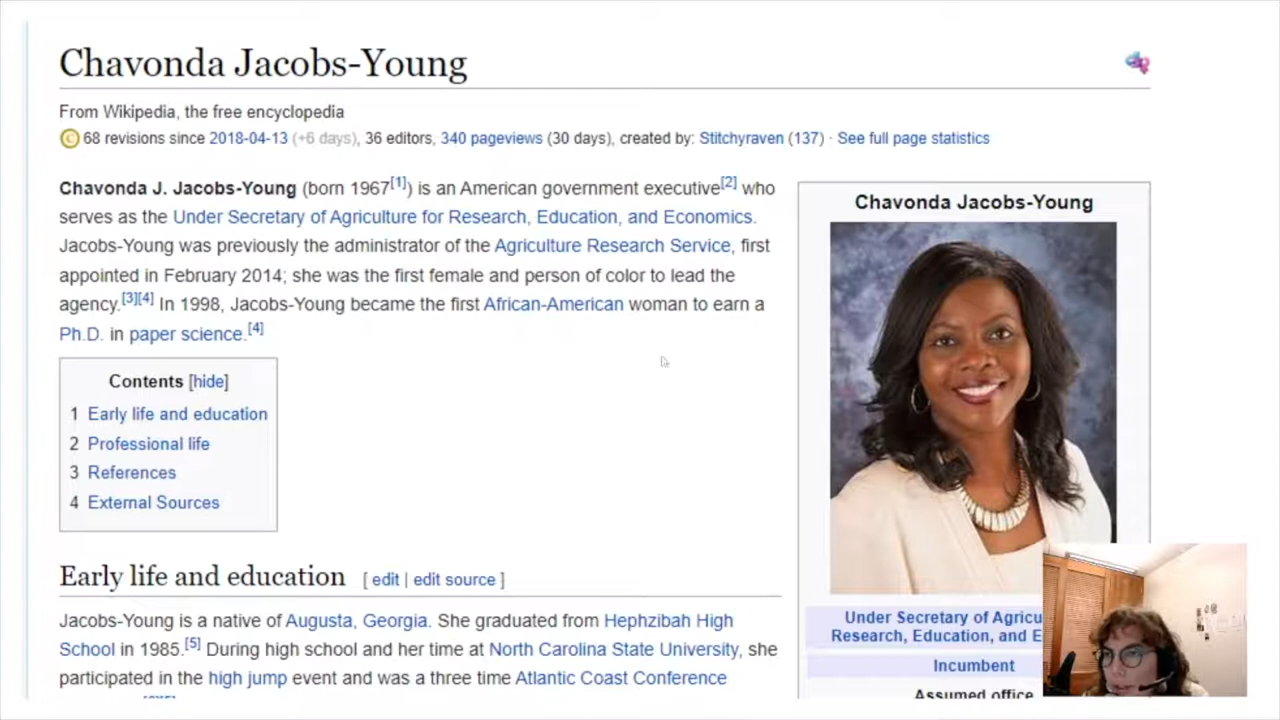 Chavonda Jacobs-Young
From Wikipedia, the free encyclopedia
68 revisions since 2018-04-13 (+6 days), 36 editors, 340 pageviews (30 days), created by: Stitchyraven (137) · See full page statistics
Chavonda J. Jacobs-Young (born 1967[1]) is an American government executive[2] who
serves as the Under Secretary of Agriculture for Research, Education, and Economics.
Jacobs-Young was previously the administrator of the Agriculture Research Service, first
appointed in February 2014; she was the first female and person of color to lead the
agency.[3][4] In 1998, Jacobs-Young became the first African-American woman to earn a
Ph.D. in paper science.[4]
Contents [hide]
1 Early life and education
2 Professional life
3 References
4 External Sources
Early life and education [ edit | edit source ]
Jacobs-Young is a native of Augusta, Georgia. She graduated from Hephzibah High
School in 1985.[5] During high school and her time at North Carolina State University, she
participated in the high jump event and was a three time Atlantic Coast Conference
Chavonda Jacobs-Young
Under Secretary of Agricu
Research, Education, and E
Incumbent
Assumed office